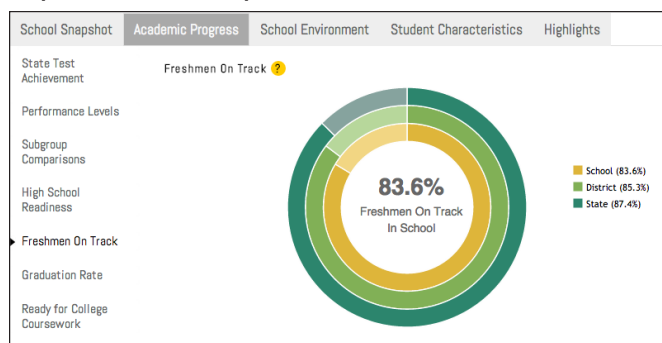 School Snapshot
Academic Progress
School Environment
Student Characteristics
Highlights
State Test
Achievement
Performance Levels
Subgroup
Comparisons
High School
Readiness
Freshmen On Track
Graduation Rate
Ready for College
Coursework
Freshmen On Track ?
83.6%
Freshmen On Track
In School
School (83.6%)
District (85.3%)
State (87.4%)